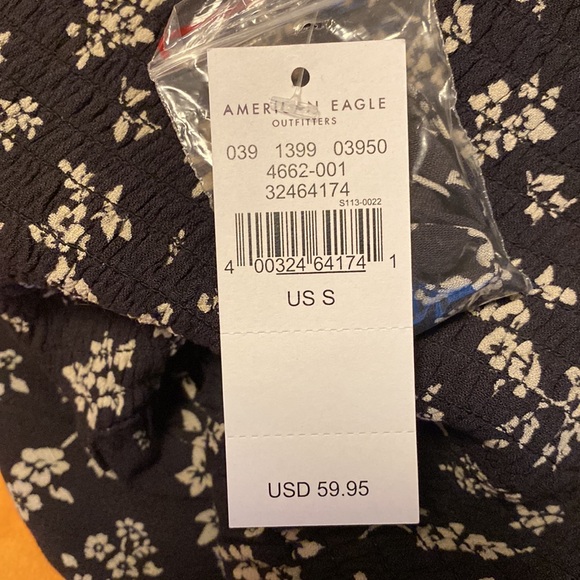 AMERICAN EAGLE
OUTFITTERS
039 1399 03950
4662-001
32464174
S113-0022
4 00324 64174 1
US S
USD 59.95